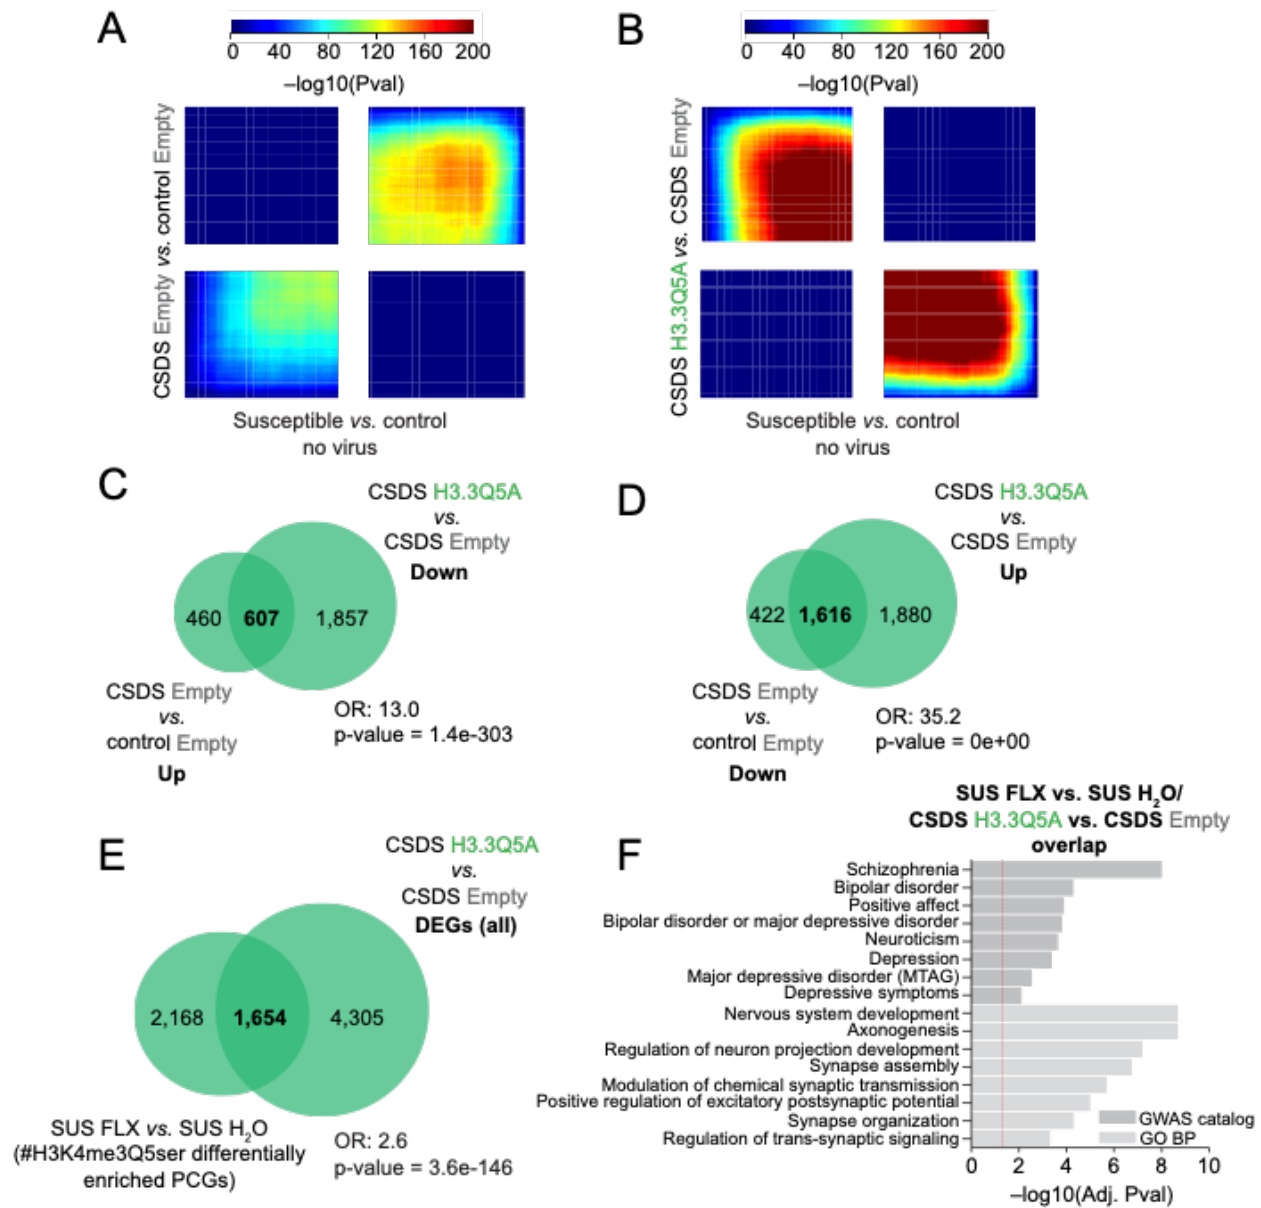 A
0 40 80 120 160 200
–log10(Pval)
CSDS Empty vs. control Empty
Susceptible vs. control
no virus
B
0 40 80 120 160 200
–log10(Pval)
CSDS H3.3Q5A vs. CSDS Empty
Susceptible vs. control
no virus
C
CSDS H3.3Q5A
vs.
CSDS Empty
Down
460 607 1,857
CSDS Empty
vs.
control Empty
Up
OR: 13.0
p-value = 1.4e-303
D
CSDS H3.3Q5A
vs.
CSDS Empty
Up
422 1,616 1,880
CSDS Empty
vs.
control Empty
Down
OR: 35.2
p-value = 0e+00
E
CSDS H3.3Q5A
vs.
CSDS Empty
DEGs (all)
2,168 1,654 4,305
SUS FLX vs. SUS H2O
(#H3K4me3Q5ser differentially
enriched PCGs)
OR: 2.6
p-value = 3.6e-146
F
SUS FLX vs. SUS H2O/
CSDS H3.3Q5A vs. CSDS Empty
overlap
Schizophrenia
Bipolar disorder
Positive affect
Bipolar disorder or major depressive disorder
Neuroticism
Depression
Major depressive disorder (MTAG)
Depressive symptoms
Nervous system development
Axonogenesis
Regulation of neuron projection development
Synapse assembly
Modulation of chemical synaptic transmission
Positive regulation of excitatory postsynaptic potential
Synapse organization
Regulation of trans-synaptic signaling
GWAS catalog
GO BP
0 2 4 6 8 10
–log10(Adj. Pval)